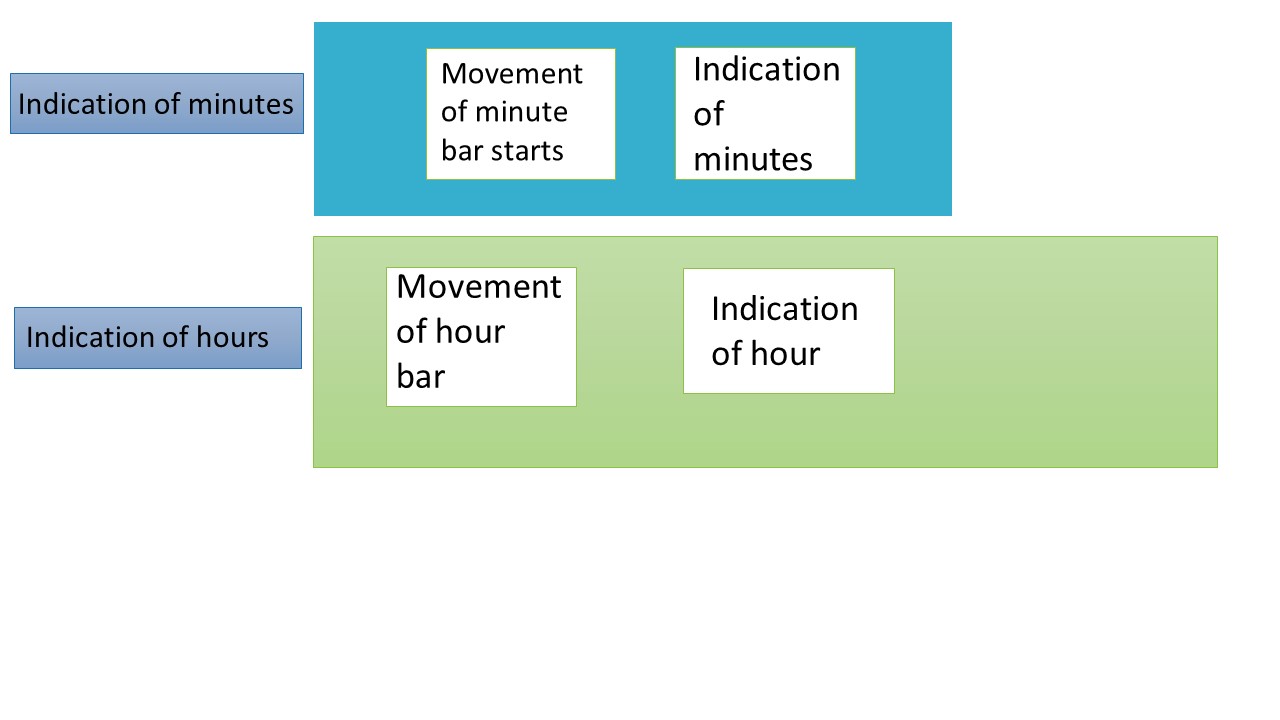 Indication of minutes
Movement
of minute
bar starts
Indication
of
minutes
Indication of hours
Movement
of hour
bar
Indication
of hour